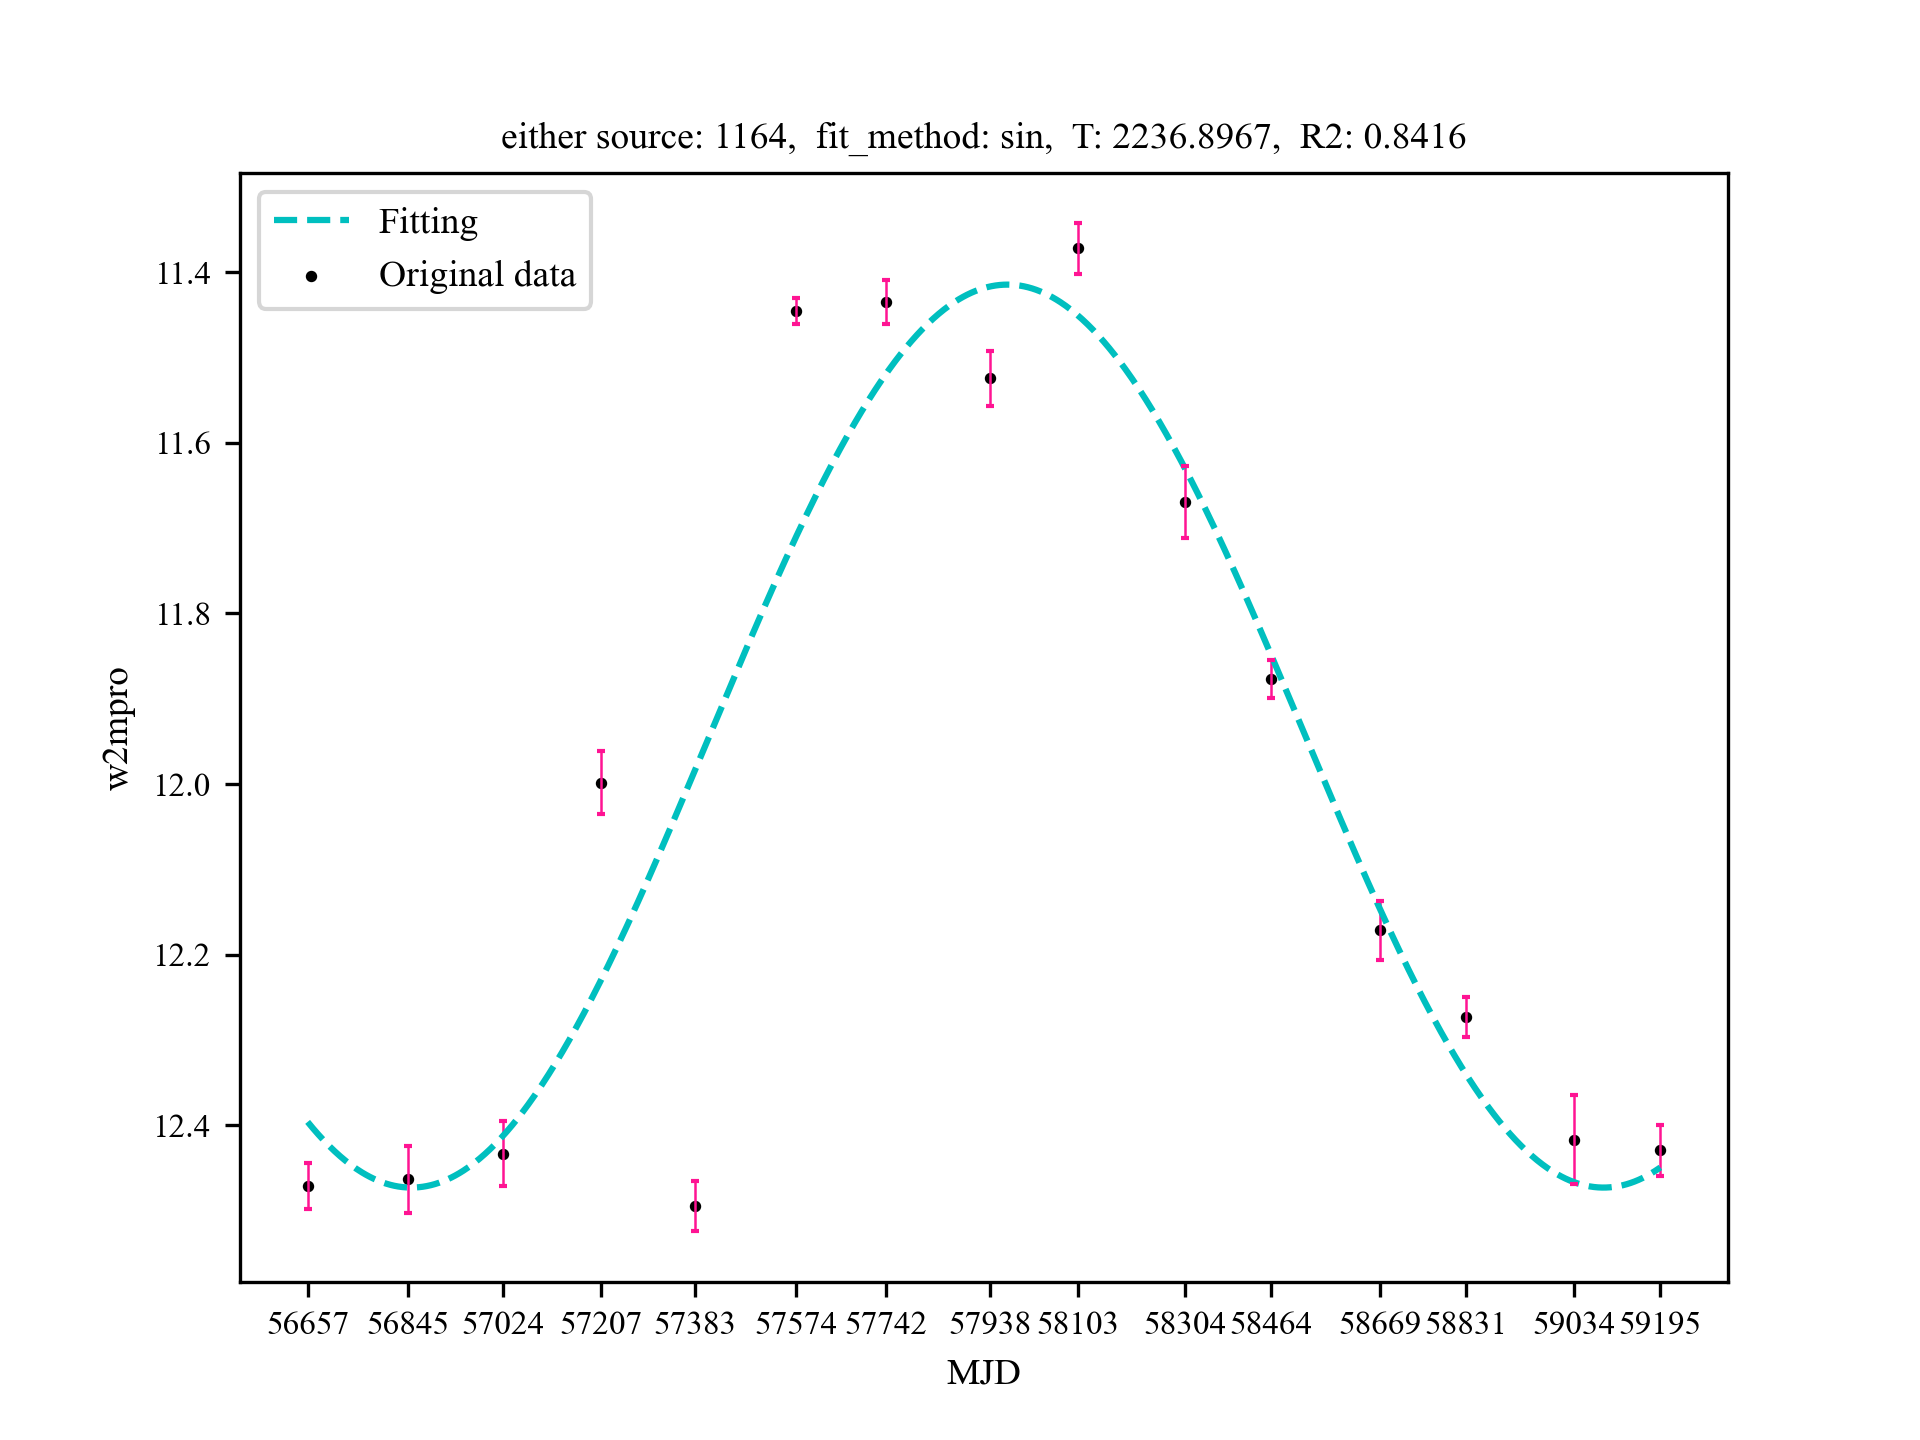 either source: 1164,  fit_method: sin,  T: 2236.8967,  R2: 0.8416
Fitting
Original data
11.4
11.6
11.8
12.0
12.2
12.4
w2mpro
56657 56845 57024 57207 57383 57574 57742 57938 58103 58304 58464 58669 58831 59034 59195
MJD